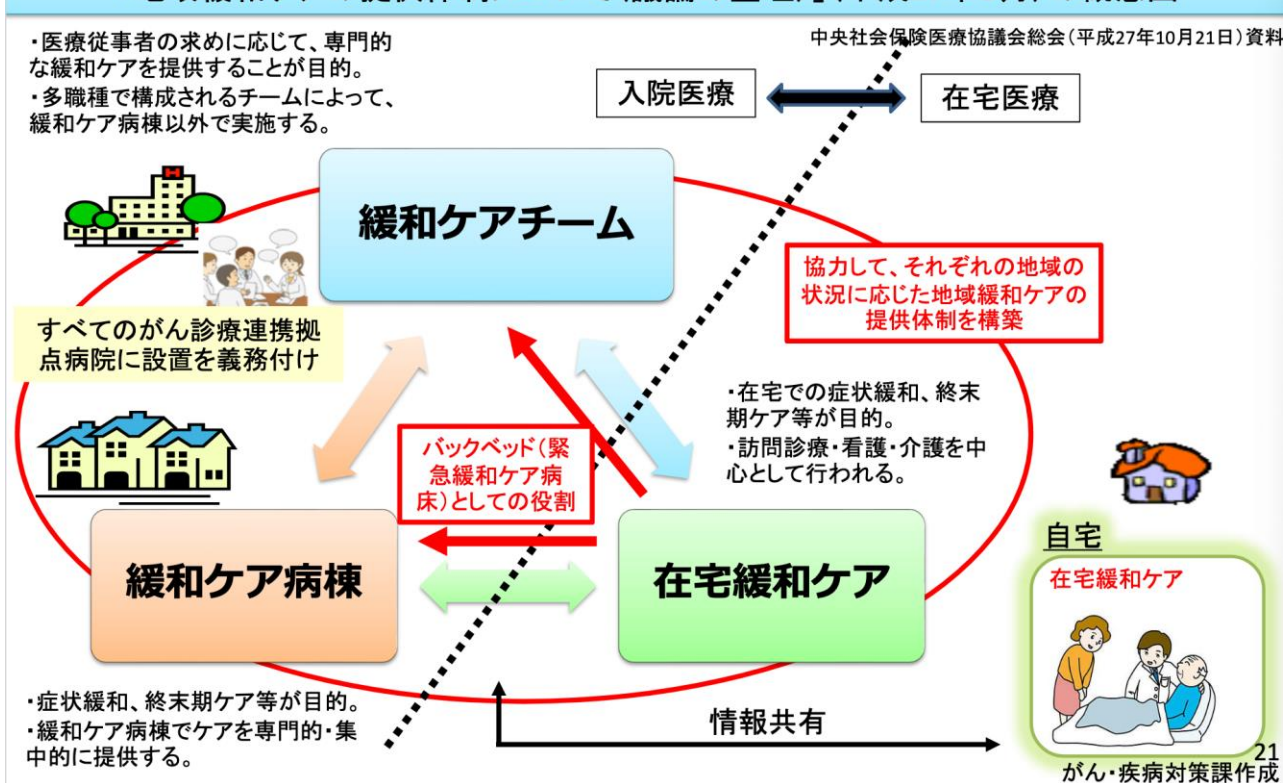 ・医療従事者の求めに応じて、専門的
な緩和ケアを提供することが目的。
・多職種で構成されるチームによって、
緩和ケア病棟以外で実施する。
中央社会保険医療協議会総会(平成27年10月21日)資料
入院医療
在宅医療
緩和ケアチーム
協力して、それぞれの地域の
状況に応じた地域緩和ケアの
提供体制を構築
すべてのがん診療連携拠
点病院に設置を義務付け
・在宅での症状緩和、終末
期ケア等が目的。
・訪問診療・看護・介護を中
心として行われる。
バックベッド(緊
急緩和ケア病
床)としての役割
緩和ケア病棟
在宅緩和ケア
自宅
在宅緩和ケア
・症状緩和、終末期ケア等が目的。
・緩和ケア病棟でケアを専門的・集
中的に提供する。
情報共有
21
がん・疾病対策課作成